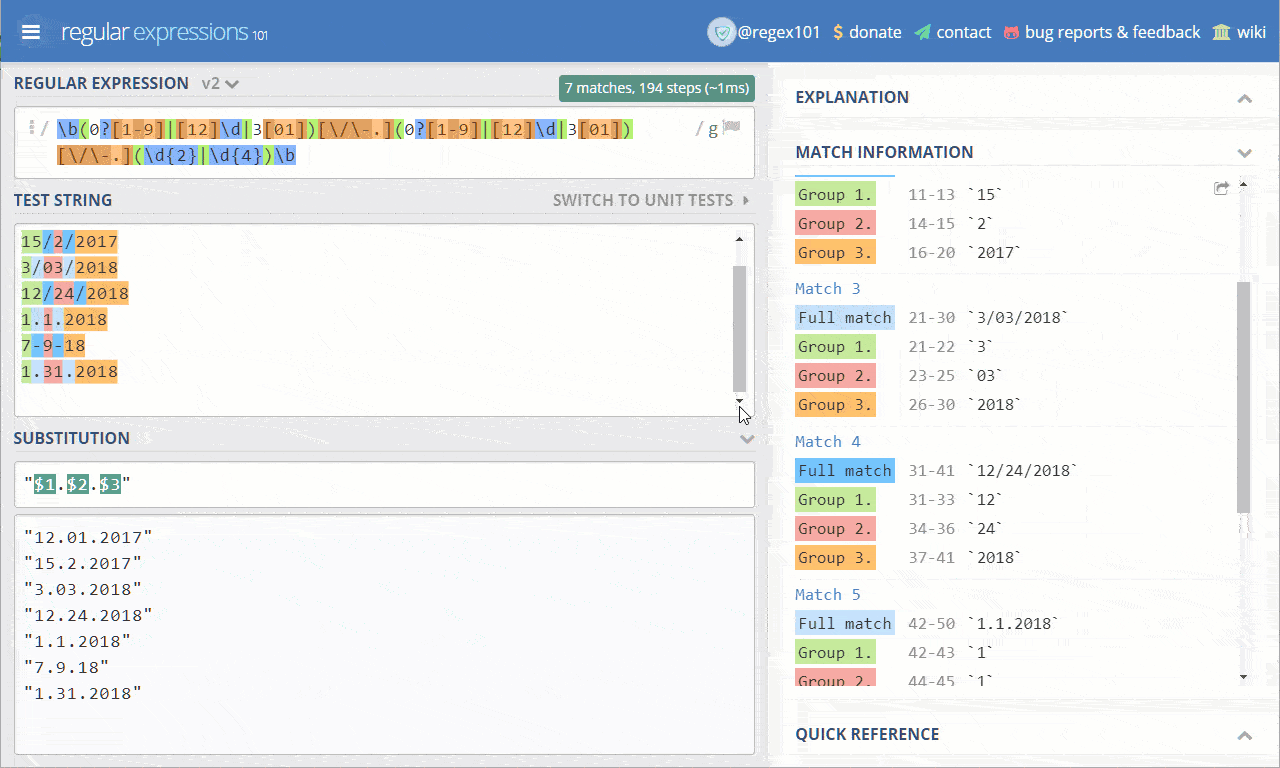 regular expressions 101
@regex101 $ donate contact bug reports & feedback wiki
REGULAR EXPRESSION v2
7 matches, 194 steps (~1ms)
/ \b(0?[1-9]|[12]\d|3[01])[\/\-.](0?[1-9]|[12]\d|3[01])
[\/\-.](\d{2}|\d{4})\b
/ g
TEST STRING
SWITCH TO UNIT TESTS
15/2/2017
3/03/2018
12/24/2018
1.1.2018
7-9-18
1.31.2018
SUBSTITUTION
"$1.$2.$3"
"12.01.2017"
"15.2.2017"
"3.03.2018"
"12.24.2018"
"1.1.2018"
"7.9.18"
"1.31.2018"
EXPLANATION
MATCH INFORMATION
Group 1. 11-13 `15`
Group 2. 14-15 `2`
Group 3. 16-20 `2017`
Match 3
Full match 21-30 `3/03/2018`
Group 1. 21-22 `3`
Group 2. 23-25 `03`
Group 3. 26-30 `2018`
Match 4
Full match 31-41 `12/24/2018`
Group 1. 31-33 `12`
Group 2. 34-36 `24`
Group 3. 37-41 `2018`
Match 5
Full match 42-50 `1.1.2018`
Group 1. 42-43 `1`
Group 2. 44-45 `1`
QUICK REFERENCE